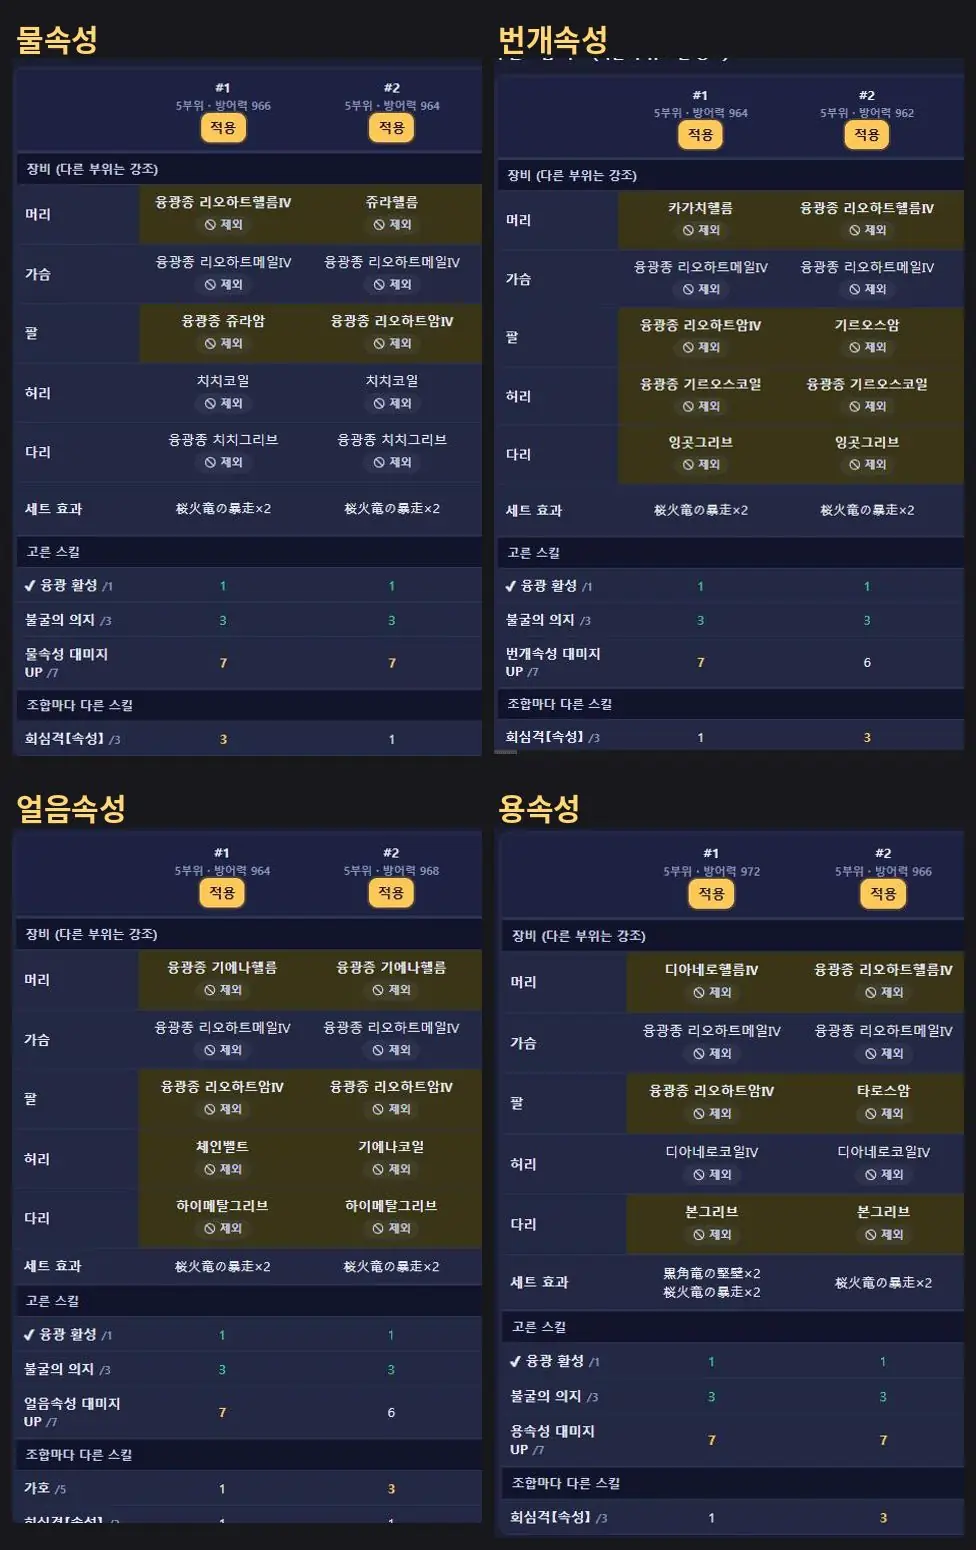 물속성
#1 #2
5부위 · 방어력 966 5부위 · 방어력 964
적용 적용
장비 (다른 부위는 강조)
머리 융광종 리오하트헬름Ⅳ 쥬라헬름
제외 제외
가슴 융광종 리오하트메일Ⅳ 융광종 리오하트메일Ⅳ
제외 제외
팔 융광종 쥬라암 융광종 리오하트암Ⅳ
제외 제외
허리 치치코일 치치코일
제외 제외
다리 융광종 치치그리브 융광종 치치그리브
제외 제외
세트 효과 桜火竜の暴走×2 桜火竜の暴走×2
고른 스킬
✔ 융광 활성 /1 1 1
불굴의 의지 /3 3 3
물속성 대미지
UP /7 7 7
조합마다 다른 스킬
회심격【속성】 /3 3 1
번개속성
#1 #2
5부위 · 방어력 964 5부위 · 방어력 962
적용 적용
장비 (다른 부위는 강조)
머리 카가치헬름 융광종 리오하트헬름Ⅳ
제외 제외
가슴 융광종 리오하트메일Ⅳ 융광종 리오하트메일Ⅳ
제외 제외
팔 융광종 리오하트암Ⅳ 기르오스암
제외 제외
허리 융광종 기르오스코일 융광종 기르오스코일
제외 제외
다리 잉곳그리브 잉곳그리브
제외 제외
세트 효과 桜火竜の暴走×2 桜火竜の暴走×2
고른 스킬
✔ 융광 활성 /1 1 1
불굴의 의지 /3 3 3
번개속성 대미지
UP /7 7 6
조합마다 다른 스킬
회심격【속성】 /3 1 3
얼음속성
#1 #2
5부위 · 방어력 964 5부위 · 방어력 968
적용 적용
장비 (다른 부위는 강조)
머리 융광종 기에나헬름 융광종 기에나헬름
제외 제외
가슴 융광종 리오하트메일Ⅳ 융광종 리오하트메일Ⅳ
제외 제외
팔 융광종 리오하트암Ⅳ 융광종 리오하트암Ⅳ
제외 제외
허리 체인벨트 기에나코일
제외 제외
다리 하이메탈그리브 하이메탈그리브
제외 제외
세트 효과 桜火竜の暴走×2 桜火竜の暴走×2
고른 스킬
✔ 융광 활성 /1 1 1
불굴의 의지 /3 3 3
얼음속성 대미지
UP /7 7 6
조합마다 다른 스킬
가호 /5 1 3
회심격【속성】 /3 1 1
용속성
#1 #2
5부위 · 방어력 972 5부위 · 방어력 966
적용 적용
장비 (다른 부위는 강조)
머리 디아네로헬름Ⅳ 융광종 리오하트헬름Ⅳ
제외 제외
가슴 융광종 리오하트메일Ⅳ 융광종 리오하트메일Ⅳ
제외 제외
팔 융광종 리오하트암Ⅳ 타로스암
제외 제외
허리 디아네로코일Ⅳ 디아네로코일Ⅳ
제외 제외
다리 본그리브 본그리브
제외 제외
세트 효과 黒角竜の堅壁×2 桜火竜の暴走×2
桜火竜の暴走×2
고른 스킬
✔ 융광 활성 /1 1 1
불굴의 의지 /3 3 3
용속성 대미지
UP /7 7 7
조합마다 다른 스킬
회심격【속성】 /3 1 3